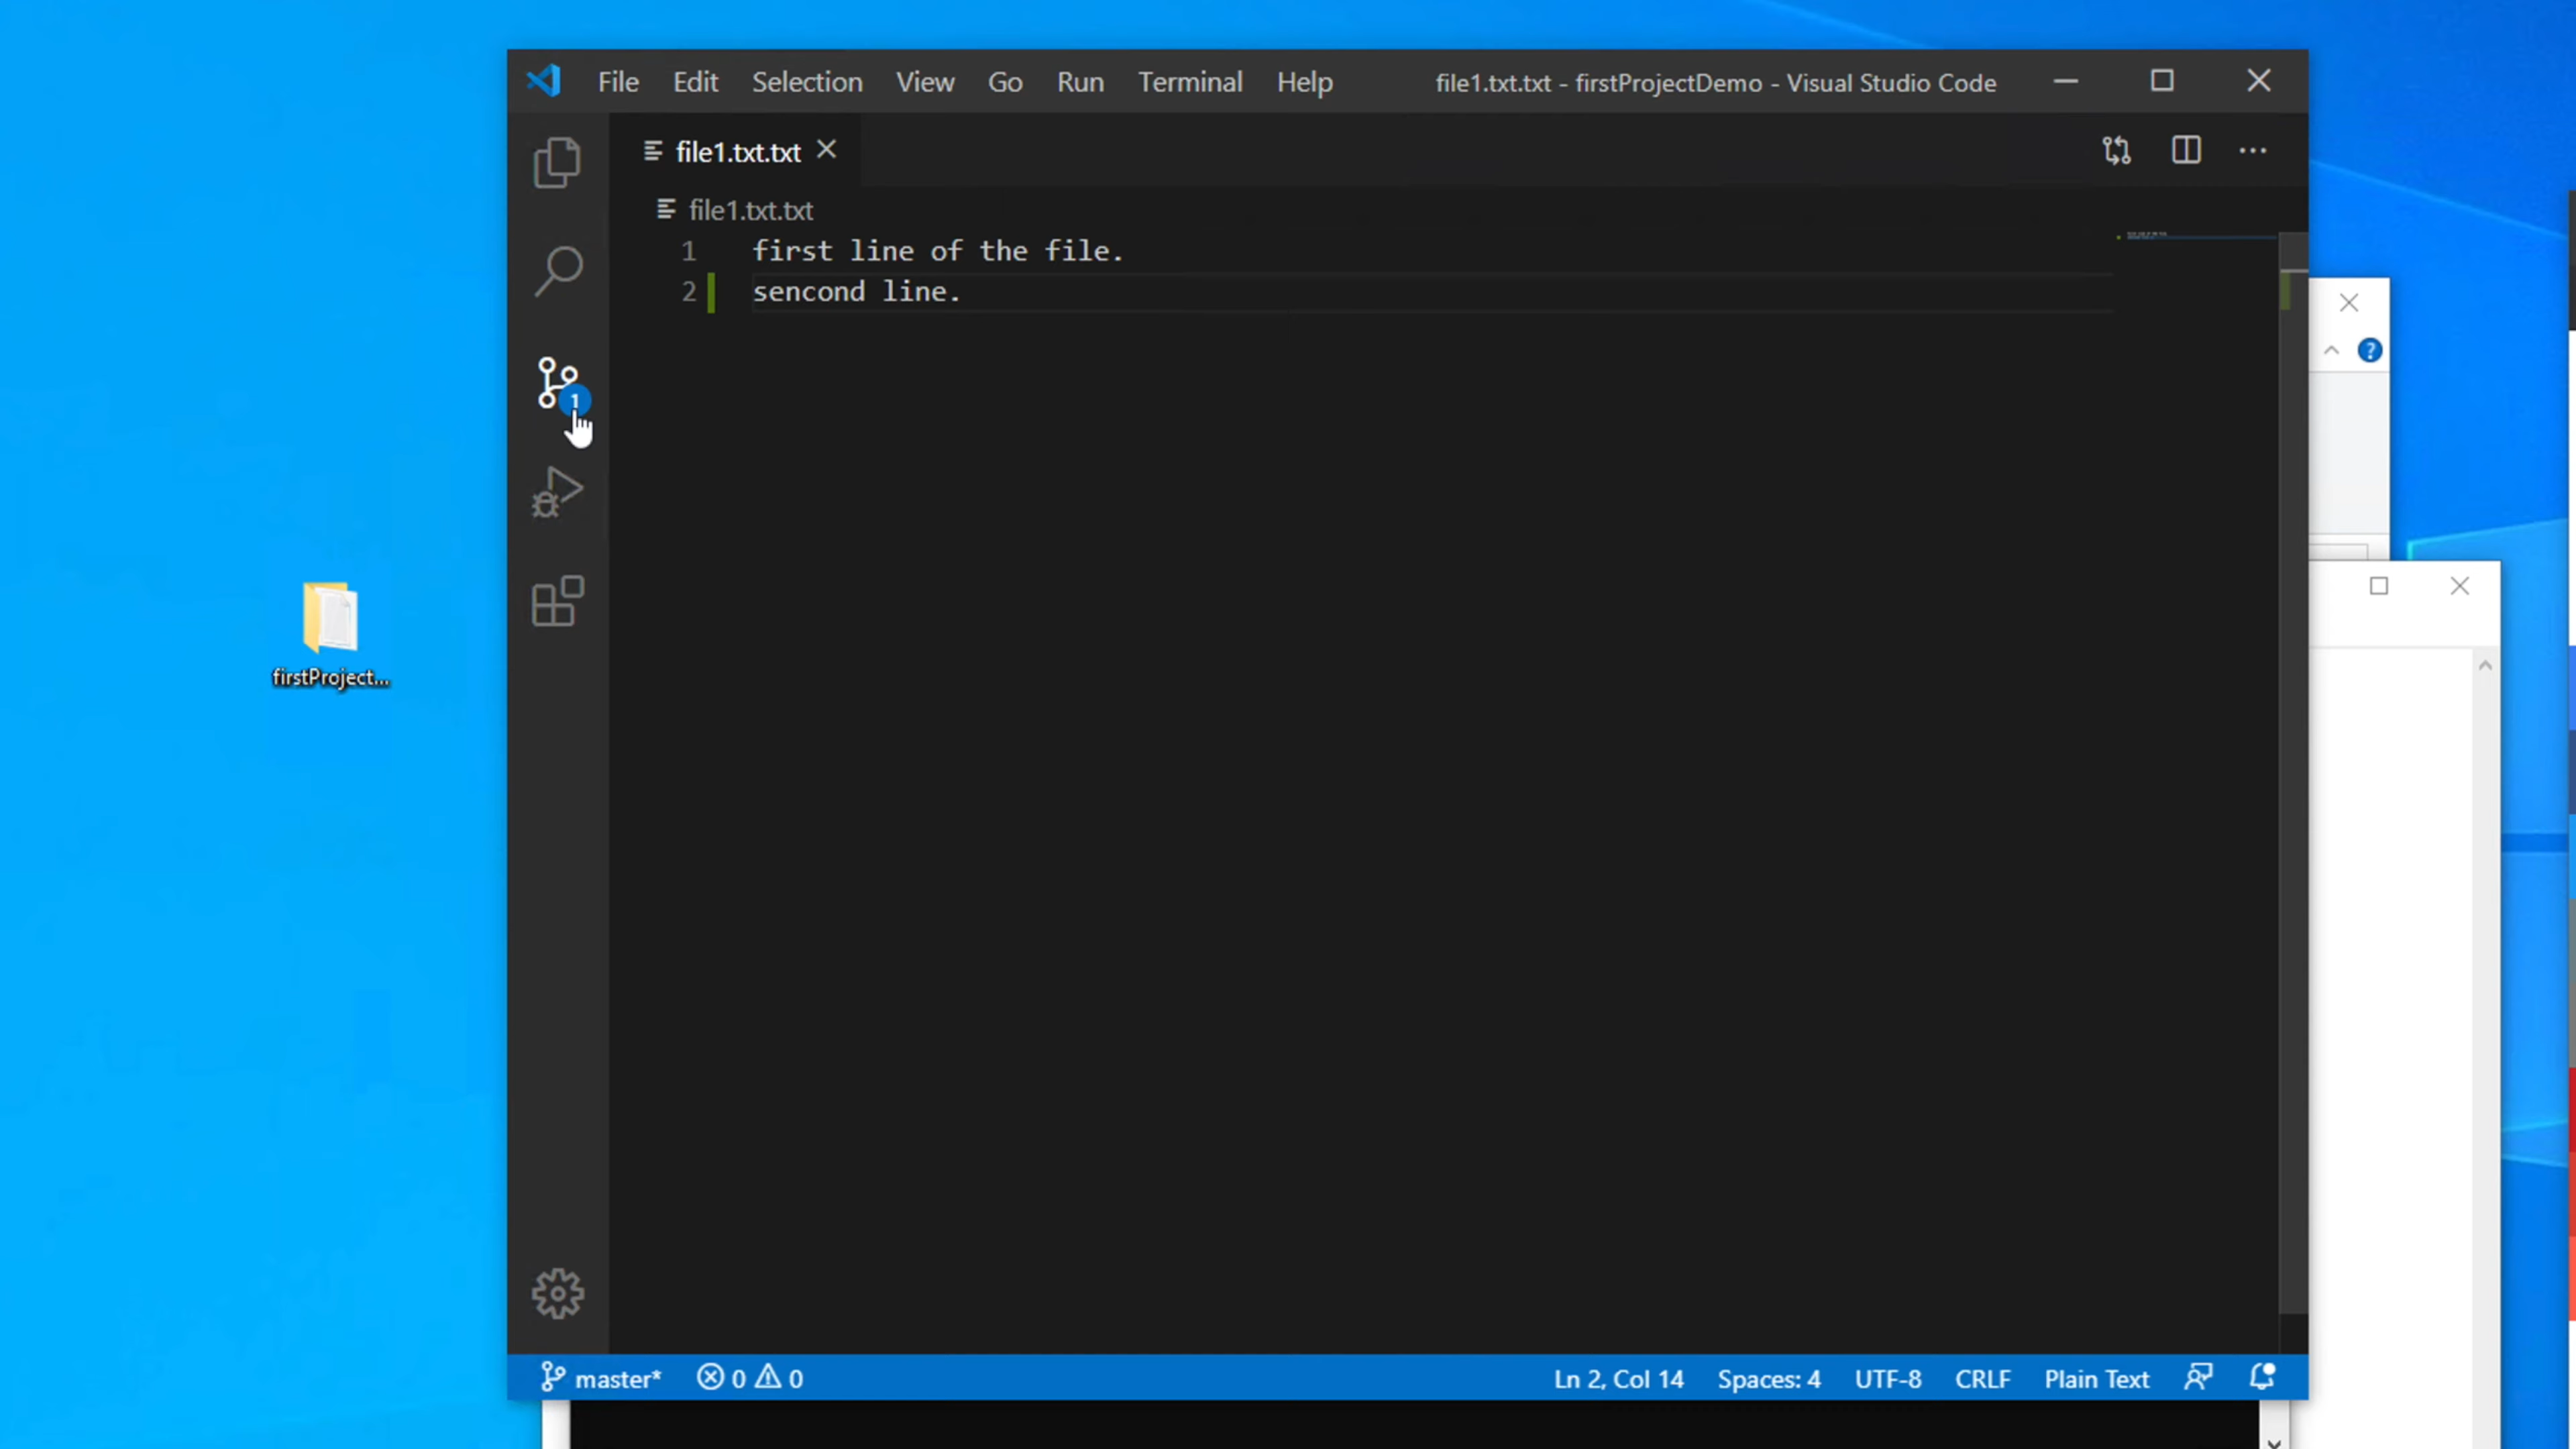 File Edit Selection View Go Run Terminal Help file1.txt.txt - firstProjectDemo - Visual Studio Code
file1.txt.txt
file1.txt.txt
1 first line of the file.
2 sencond line.
1
?
firstProject...
master* 0 0 Ln 2, Col 14 Spaces: 4 UTF-8 CRLF Plain Text